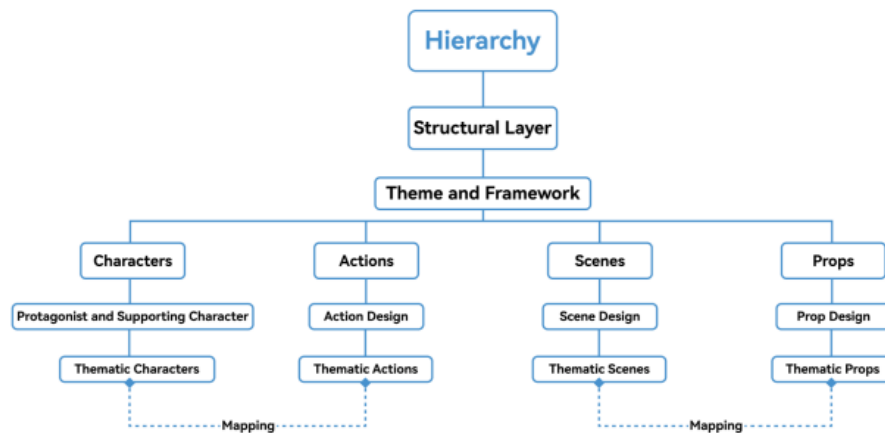 Hierarchy
Structural Layer
Theme and Framework
Characters
Actions
Scenes
Props
Protagonist and Supporting Character
Action Design
Scene Design
Prop Design
Thematic Characters
Thematic Actions
Thematic Scenes
Thematic Props
Mapping
Mapping